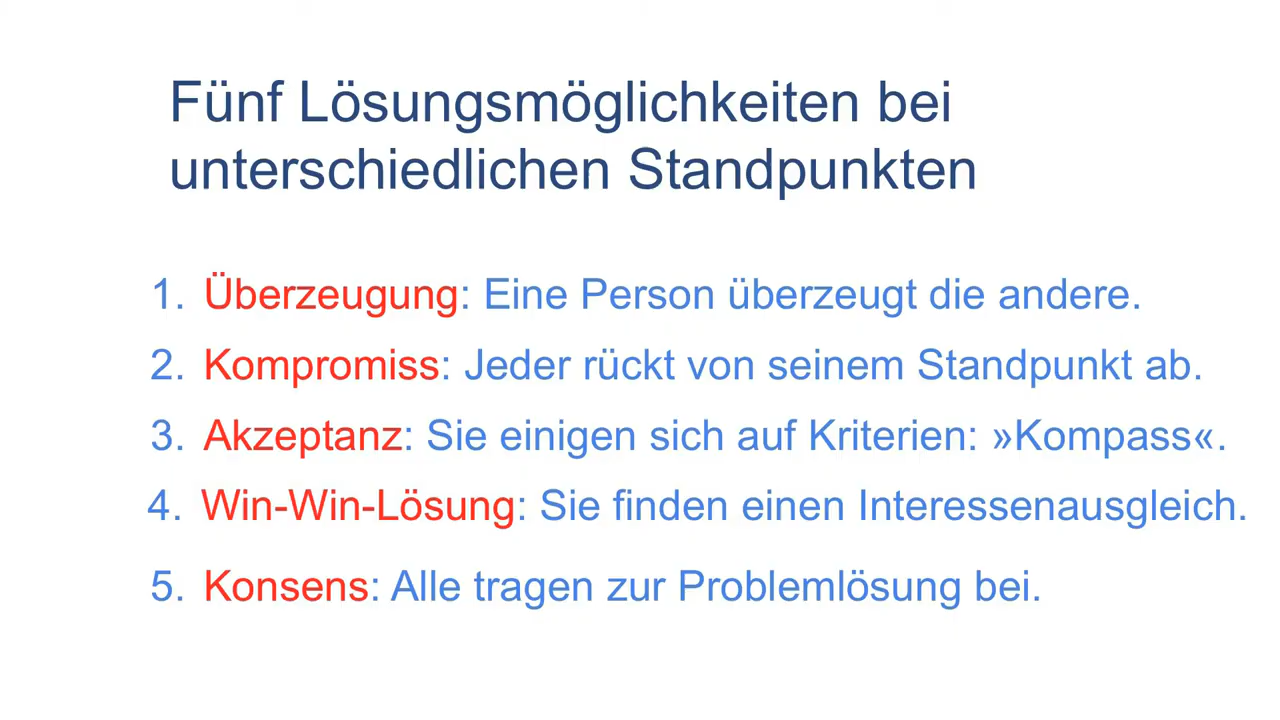 Fünf Lösungsmöglichkeiten bei
unterschiedlichen Standpunkten
1. Überzeugung: Eine Person überzeugt die andere.
2. Kompromiss: Jeder rückt von seinem Standpunkt ab.
3. Akzeptanz: Sie einigen sich auf Kriterien: »Kompass«.
4. Win-Win-Lösung: Sie finden einen Interessenausgleich.
5. Konsens: Alle tragen zur Problemlösung bei.